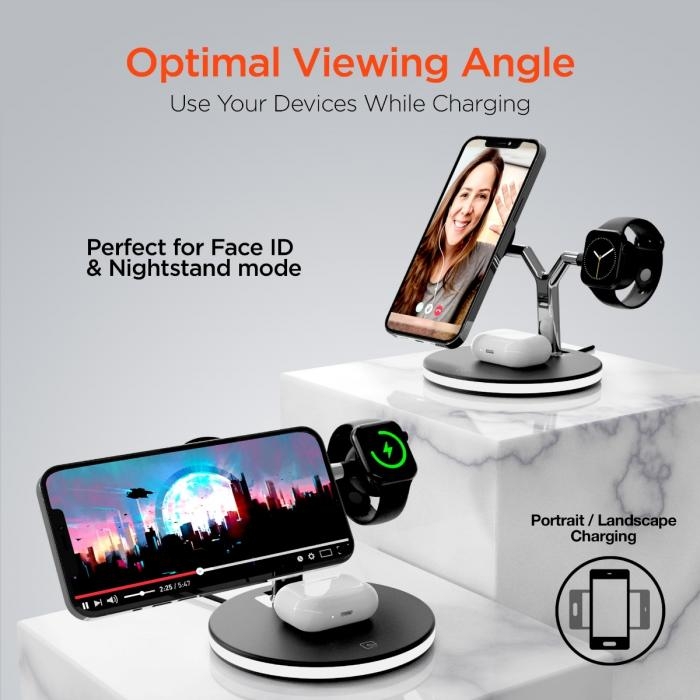 Optimal Viewing Angle
Use Your Devices While Charging
Perfect for Face ID
& Nightstand mode
2:25 / 5:47
Portrait / Landscape
Charging